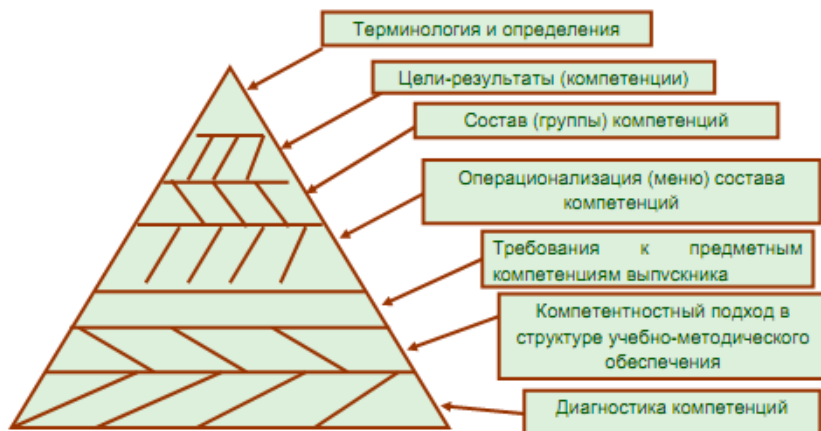 Терминология и определения
Цели-результаты (компетенции)
Состав (группы) компетенций
Операционализация (меню) состава
компетенций
Требования к предметным
компетенциям выпускника
Компетентностный подход в
структуре учебно-методического
обеспечения
Диагностика компетенций